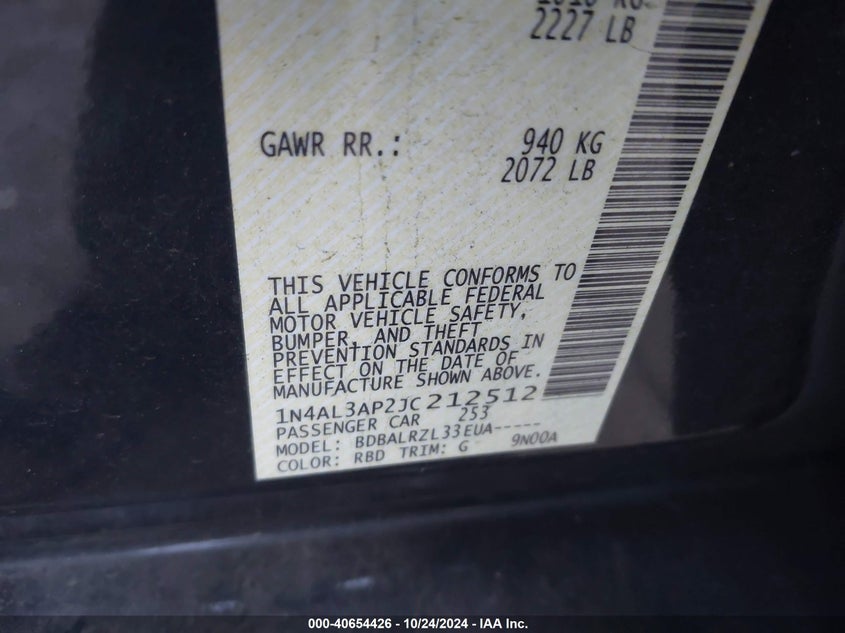 2227 LB
GAWR RR.: 940 KG
2072 LB
THIS VEHICLE CONFORMS TO
ALL APPLICABLE FEDERAL
MOTOR VEHICLE SAFETY,
BUMPER, AND THEFT
PREVENTION STANDARDS IN
EFFECT ON THE DATE OF
MANUFACTURE SHOWN ABOVE.
1N4AL3AP2JC212512
PASSENGER CAR 253
MODEL: BDBALRZL33EUA-----
COLOR: RBD TRIM: G 9N00A
000-40654426 - 10/24/2024 - IAA Inc.